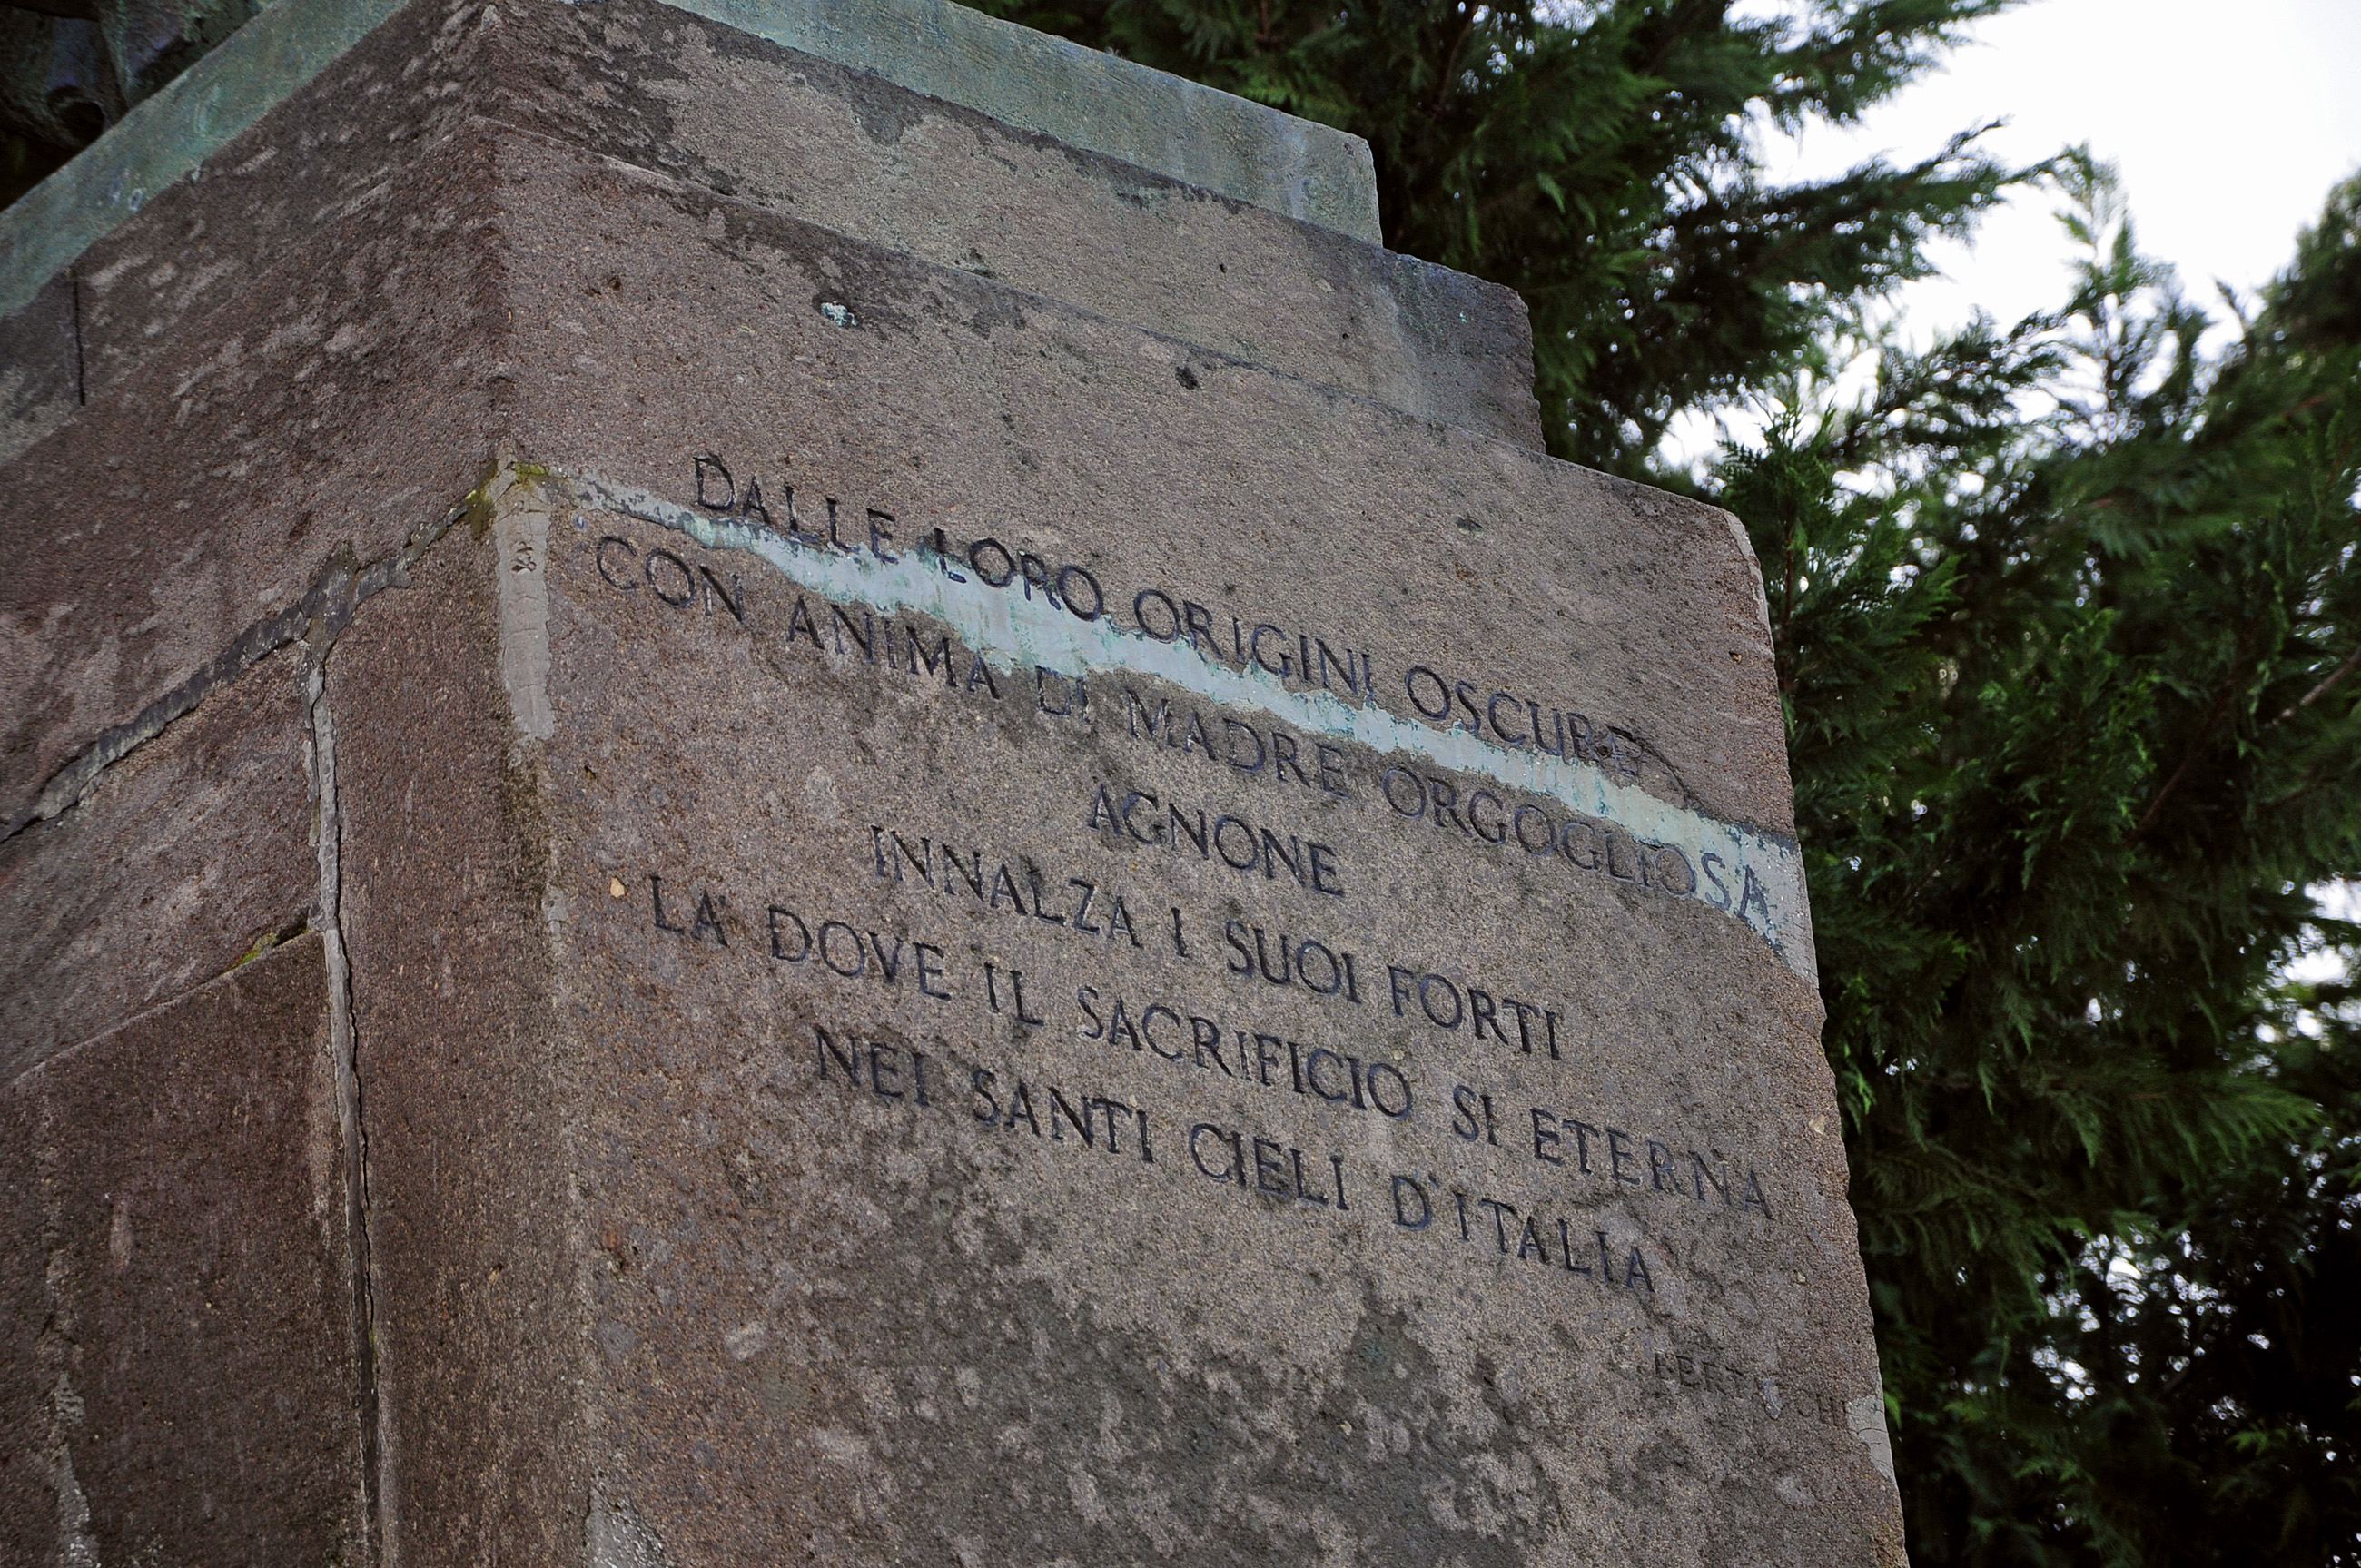 DALLE LORO ORIGINI OSCURE
CON ANIMA DI MADRE ORGOGLIOSA
AGNONE
INNALZA I SUOI FORTI
LA' DOVE IL SACRIFICIO SI ETERNA
NEI SANTI CIELI D'ITALIA